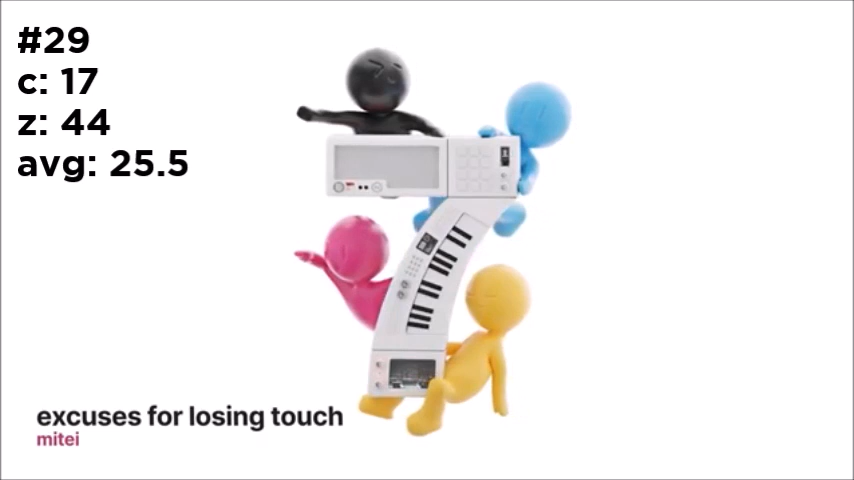 #29
c: 17
z: 44
avg: 25.5
excuses for losing touch
mitei